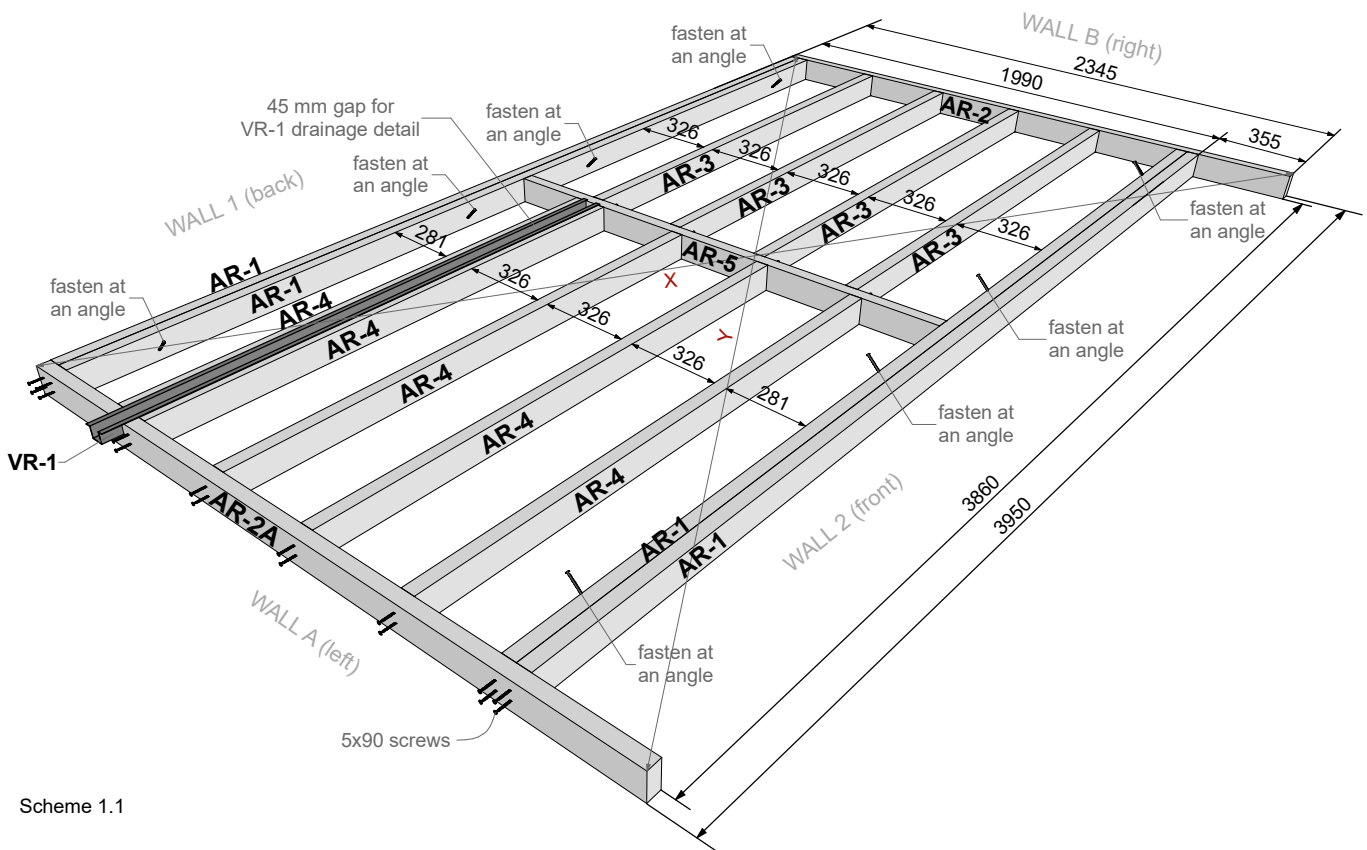 fasten at
an angle
WALL B (right)
2345
1990
355
45 mm gap for
VR-1 drainage detail
fasten at
an angle
fasten at
an angle
AR-2
326
326
326
326
326
AR-3
AR-3
AR-3
AR-3
WALL 1 (back)
fasten at
an angle
AR-1
AR-1
AR-4
AR-4
281
326
326
326
281
AR-5
X
Y
fasten at
an angle
fasten at
an angle
fasten at
an angle
AR-4
AR-4
AR-4
VR-1
AR-2A
WALL A (left)
AR-1
AR-1
WALL 2 (front)
3860
3950
fasten at
an angle
5x90 screws
Scheme 1.1